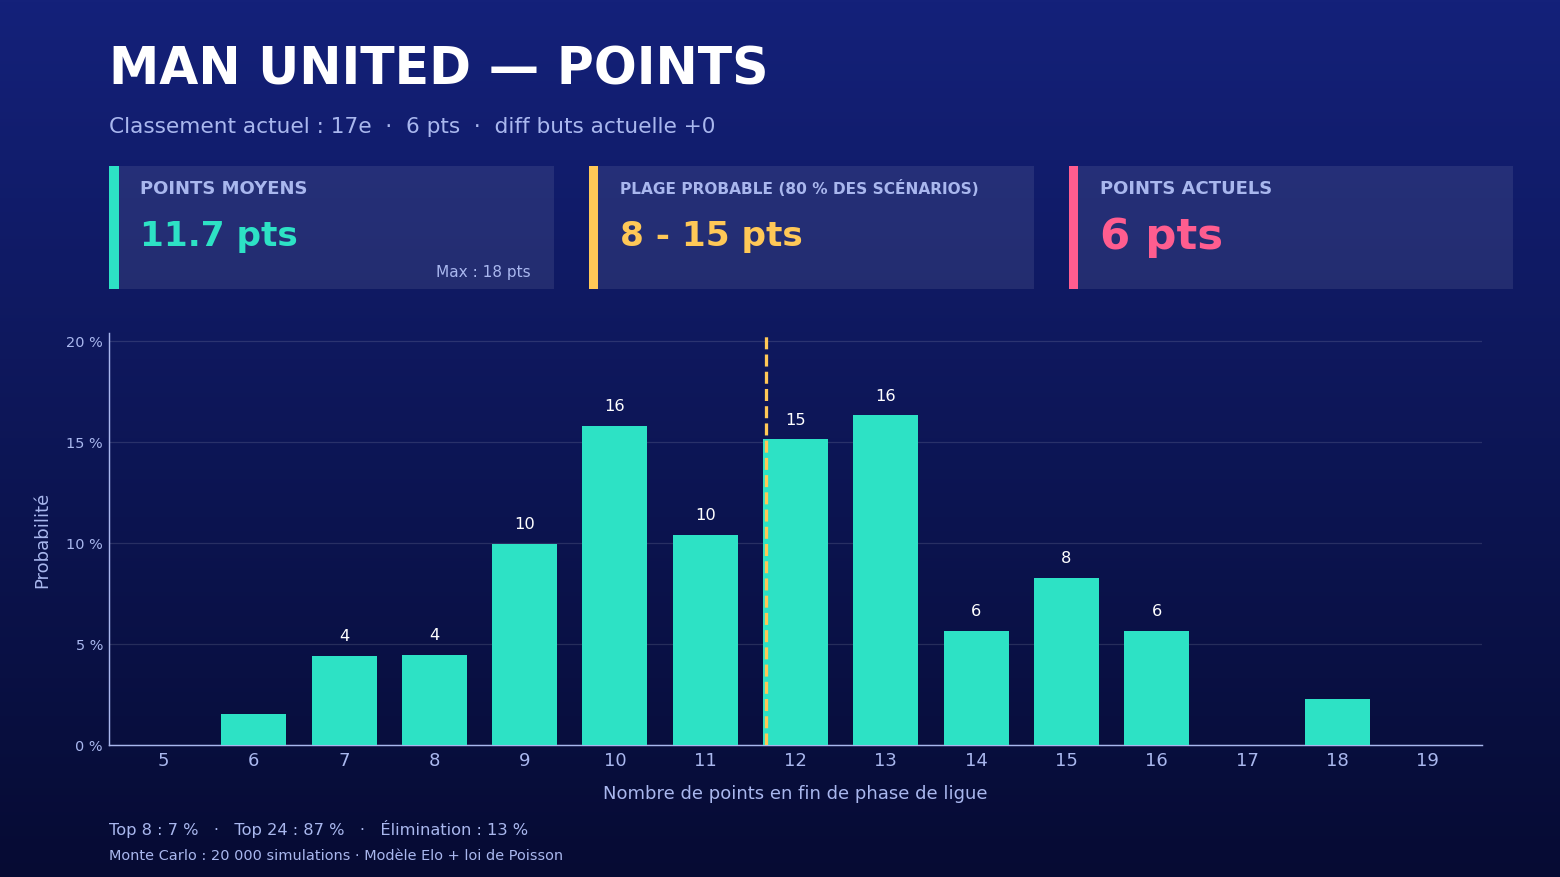 MAN UNITED — POINTS
Classement actuel : 17e · 6 pts · diff buts actuelle +0
POINTS MOYENS
11.7 pts
Max : 18 pts
PLAGE PROBABLE (80 % DES SCÉNARIOS)
8 - 15 pts
POINTS ACTUELS
6 pts
20 %
15 %
10 %
5 %
0 %
Probabilité
4
4
10
16
10
15
16
6
8
6
5 6 7 8 9 10 11 12 13 14 15 16 17 18 19
Nombre de points en fin de phase de ligue
Top 8 : 7 % · Top 24 : 87 % · Élimination : 13 %
Monte Carlo : 20 000 simulations · Modèle Elo + loi de Poisson